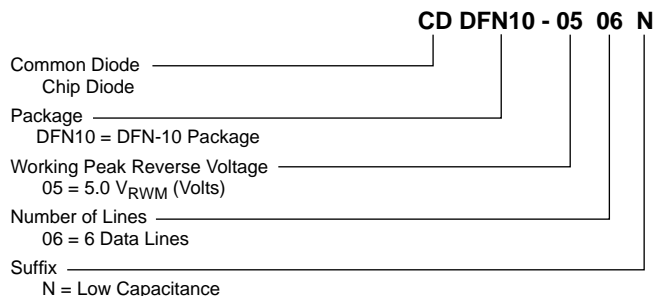 CD DFN10 - 05 06 N
Common Diode
Chip Diode
Package
DFN10 = DFN-10 Package
Working Peak Reverse Voltage
05 = 5.0 VRWM (Volts)
Number of Lines
06 = 6 Data Lines
Suffix
N = Low Capacitance